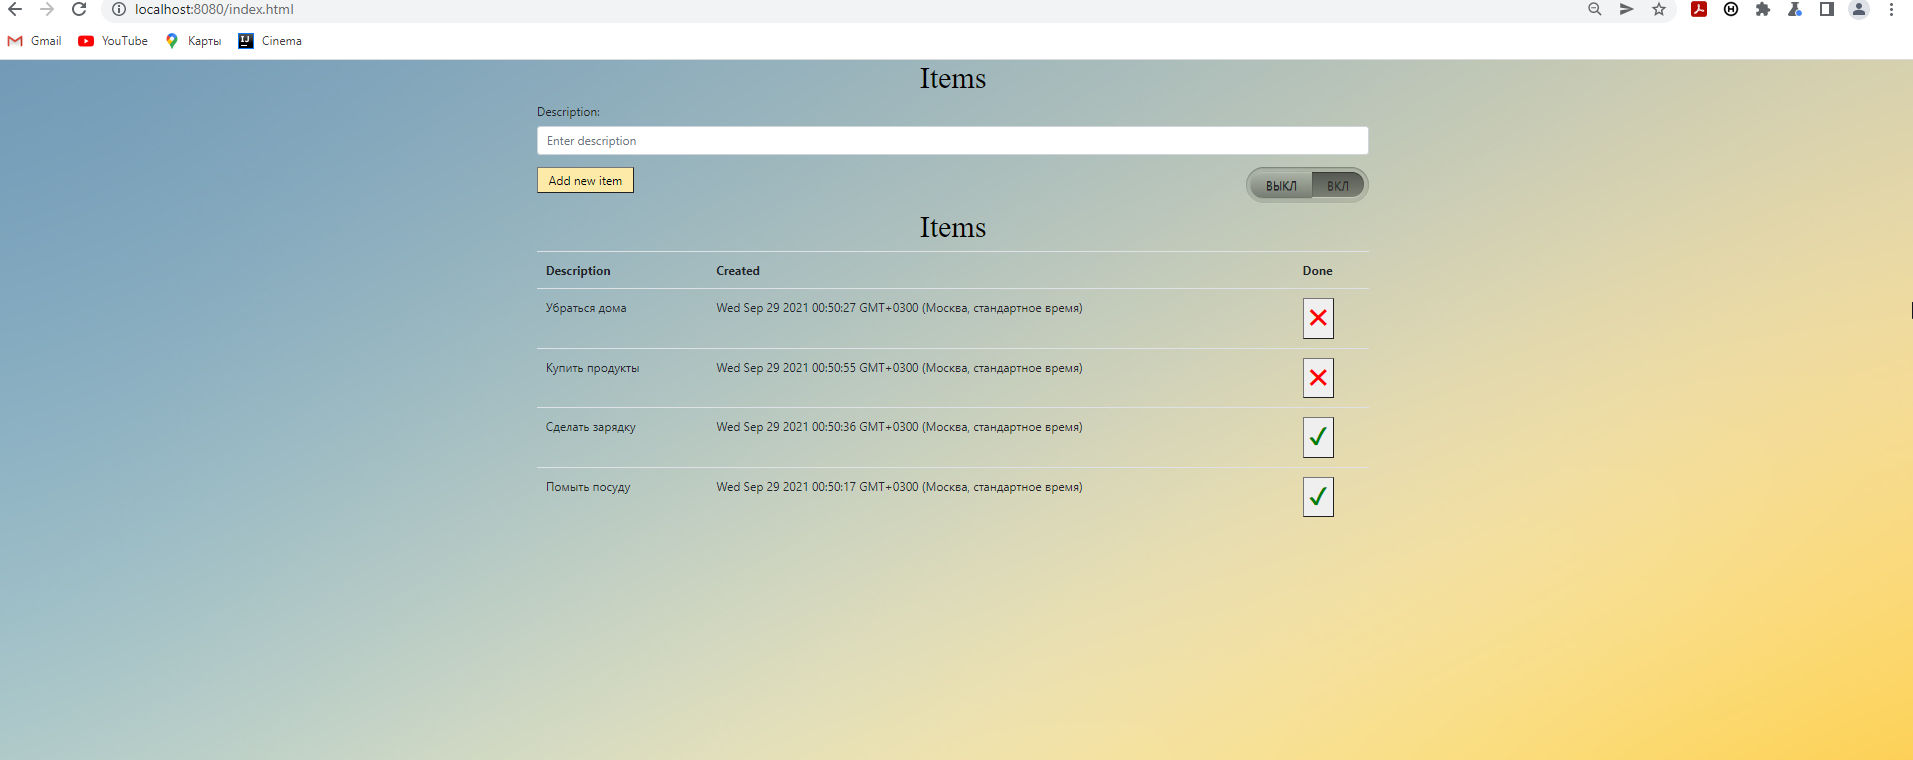 localhost:8080/index.html
Gmail YouTube Карты Cinema
Items
Description:
Enter description
Add new item ВЫКЛ ВКЛ
Items
Description Created Done
Убраться дома Wed Sep 29 2021 00:50:27 GMT+0300 (Москва, стандартное время)
Купить продукты Wed Sep 29 2021 00:50:55 GMT+0300 (Москва, стандартное время)
Сделать зарядку Wed Sep 29 2021 00:50:36 GMT+0300 (Москва, стандартное время)
Помыть посуду Wed Sep 29 2021 00:50:17 GMT+0300 (Москва, стандартное время)